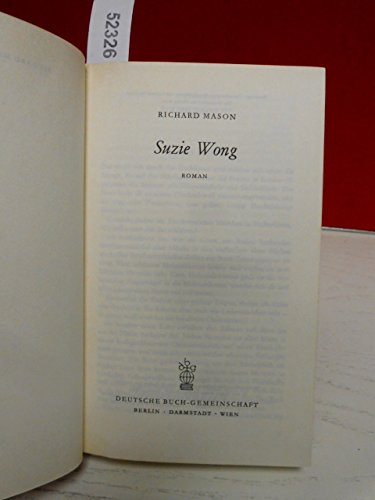 52326
RICHARD MASON
Suzie Wong
ROMAN
DEUTSCHE BUCH-GEMEINSCHAFT
BERLIN · DARMSTADT · WIEN